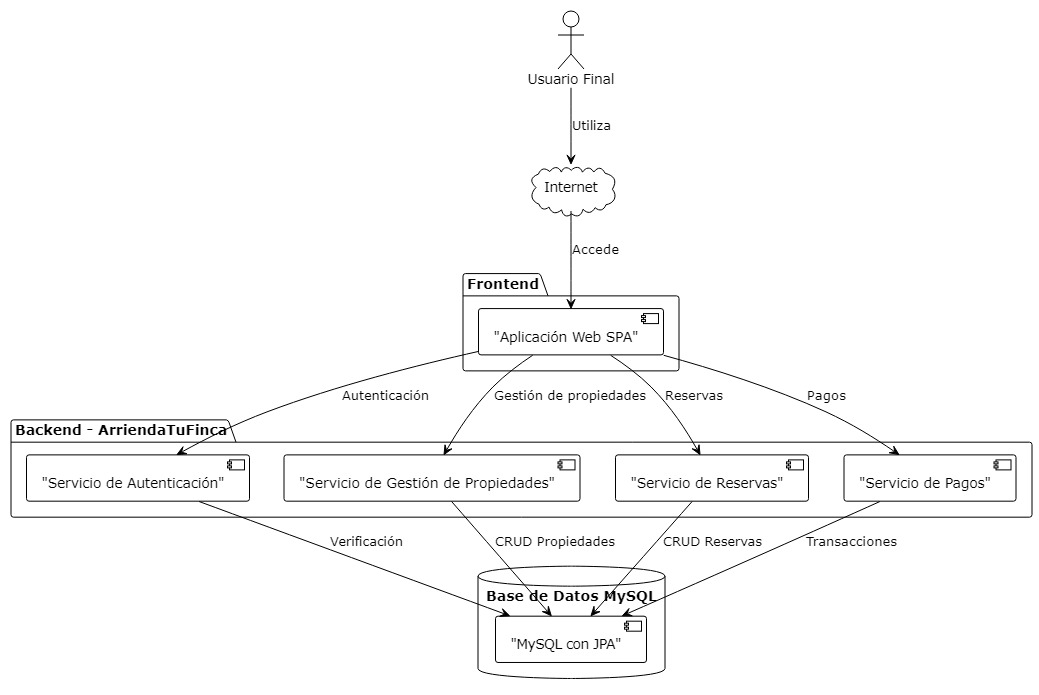 Usuario Final
Utiliza
Internet
Accede
Frontend
"Aplicación Web SPA"
Autenticación
Gestión de propiedades
Reservas
Pagos
Backend - ArriendaTuFinca
"Servicio de Autenticación"
"Servicio de Gestión de Propiedades"
"Servicio de Reservas"
"Servicio de Pagos"
Verificación
CRUD Propiedades
CRUD Reservas
Transacciones
Base de Datos MySQL
"MySQL con JPA"